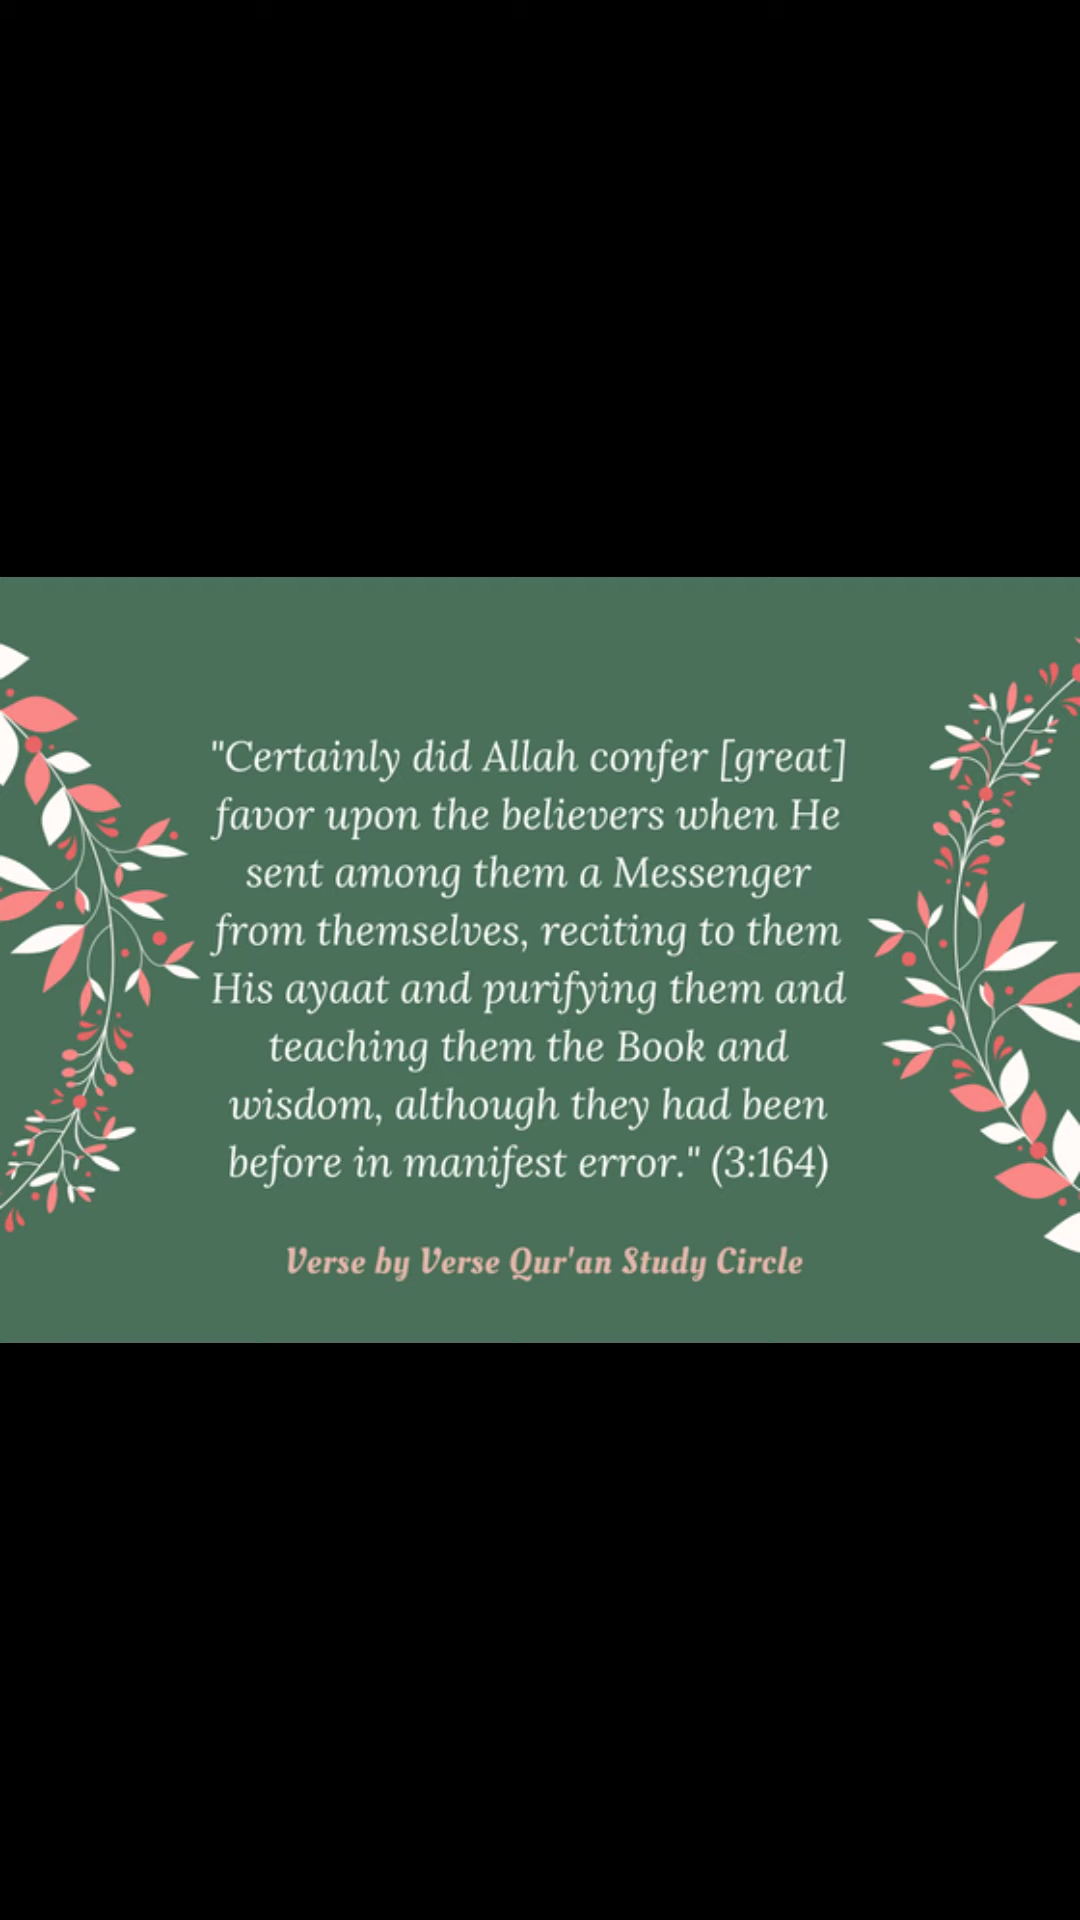 "Certainly did Allah confer [great]
favor upon the believers when He
sent among them a Messenger
from themselves, reciting to them
His ayaat and purifying them and
teaching them the Book and
wisdom, although they had been
before in manifest error." (3:164)
Verse by Verse Qur'an Study Circle